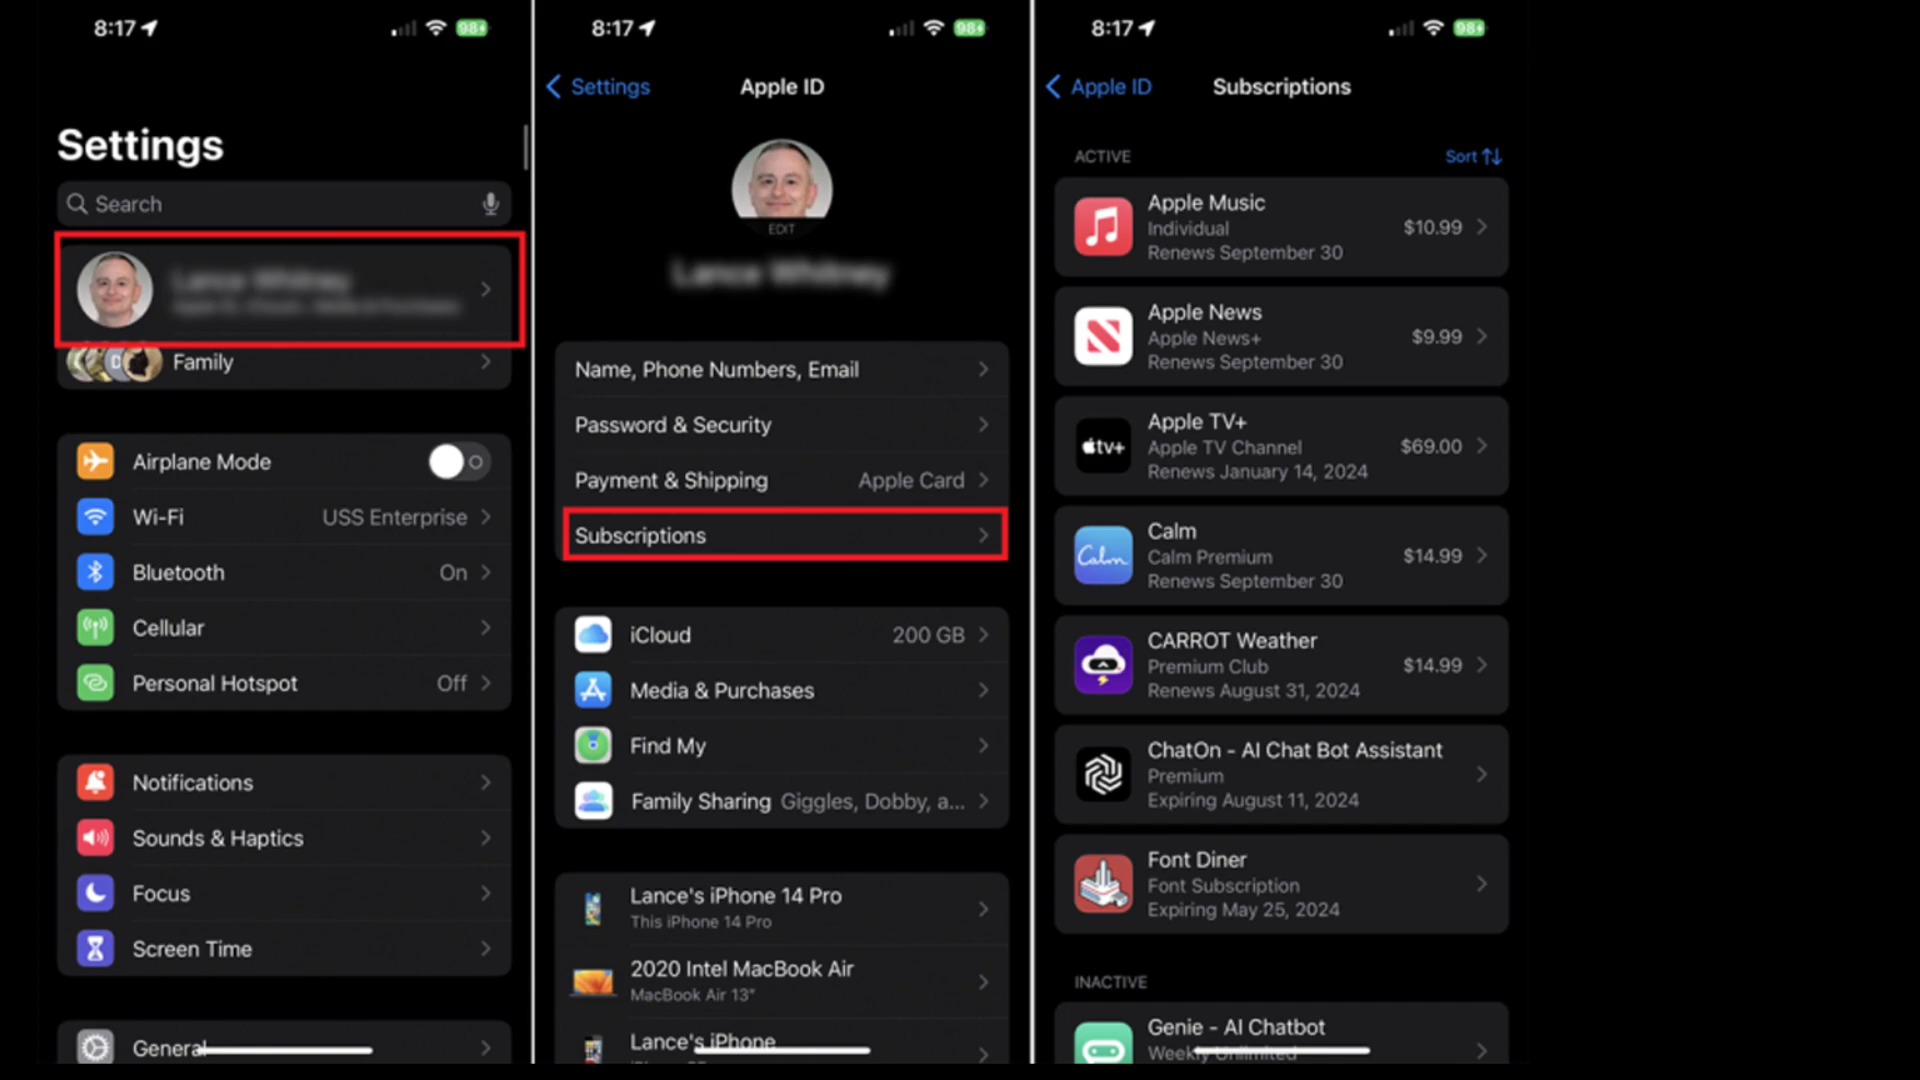 8:17
98
Settings
Search
Family
Airplane Mode
Wi-Fi USS Enterprise
Bluetooth On
Cellular
Personal Hotspot Off
Notifications
Sounds & Haptics
Focus
Screen Time
General
8:17
98
Settings Apple ID
EDIT
Lance Whitney
Name, Phone Numbers, Email
Password & Security
Payment & Shipping Apple Card
Subscriptions
iCloud 200 GB
Media & Purchases
Find My
Family Sharing Giggles, Dobby, a...
Lance's iPhone 14 Pro
This iPhone 14 Pro
2020 Intel MacBook Air
MacBook Air 13"
Lance's iPhone
8:17
98
Apple ID Subscriptions
ACTIVE Sort
Apple Music
Individual $10.99
Renews September 30
Apple News
Apple News+ $9.99
Renews September 30
tv+
Apple TV+
Apple TV Channel $69.00
Renews January 14, 2024
Calm
Calm
Calm Premium $14.99
Renews September 30
CARROT Weather
Premium Club $14.99
Renews August 31, 2024
ChatOn - AI Chat Bot Assistant
Premium
Expiring August 11, 2024
Font Diner
Font Subscription
Expiring May 25, 2024
INACTIVE
Genie - AI Chatbot
Weekly Unlimited